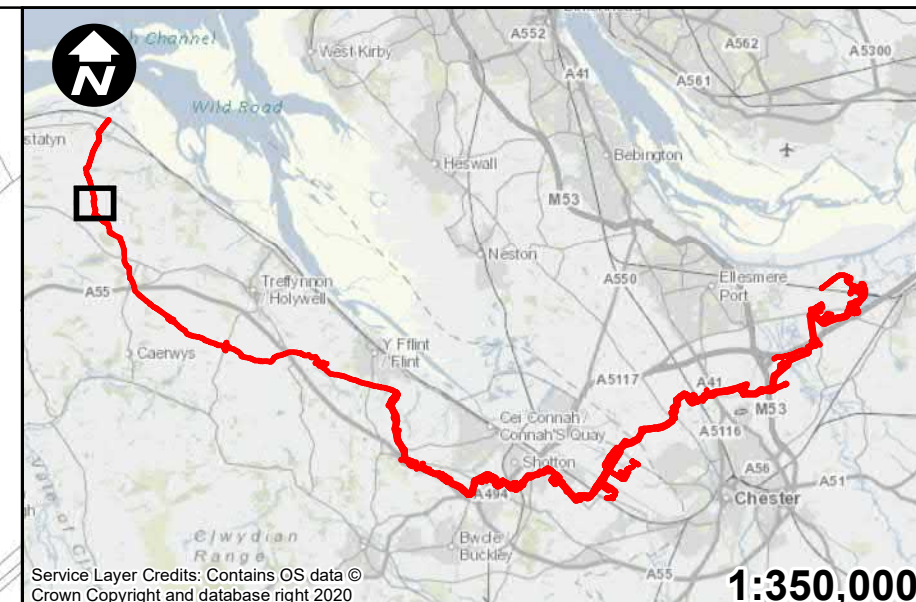 h Channel
West Kirby
A552
A41
A562
A5300
A561
N
Wild Road
statyn
Heswall
Bebington
M53
Neston
A550
Ellesmere
Port
Treffynnon
/ Holywell
A55
Caerwys
Y Fflint
/ Flint
A5117
A41
M53
A5116
Cei Connah /
Connah'S Quay
Shotton
A494
A56
A51
Chester
Clwydian
Range
Bwcle /
Buckley
A55
Service Layer Credits: Contains OS data ©
Crown Copyright and database right 2020
1:350,000